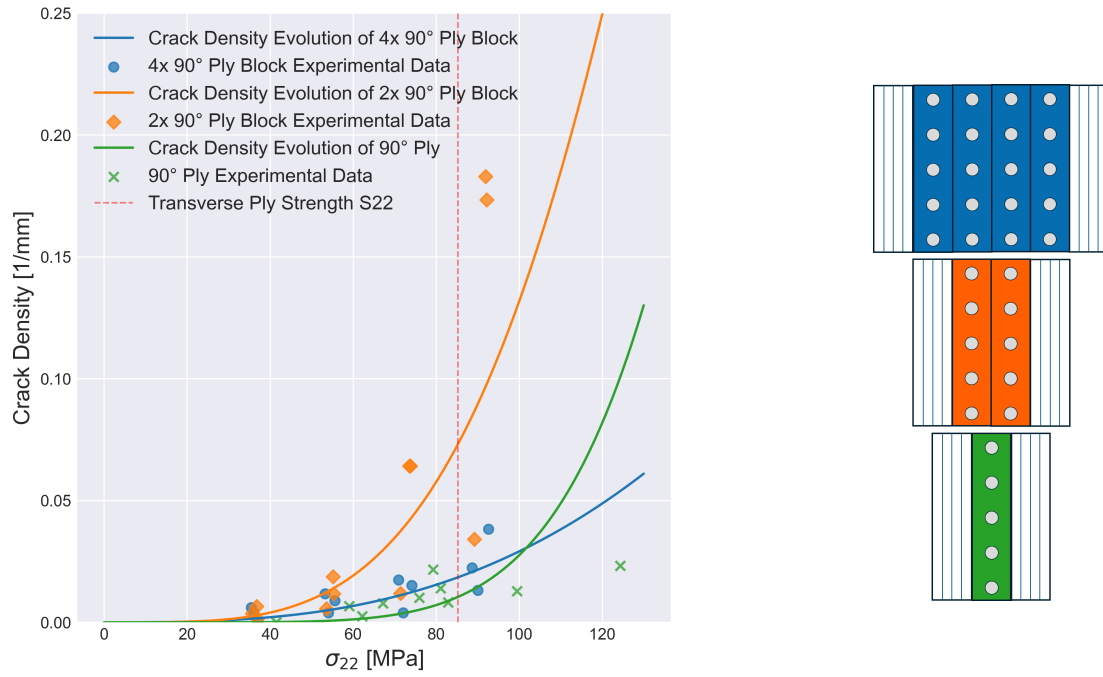 0.25
0.20
0.15
0.10
0.05
0.00
Crack Density [1/mm]
Crack Density Evolution of 4x 90° Ply Block
4x 90° Ply Block Experimental Data
Crack Density Evolution of 2x 90° Ply Block
2x 90° Ply Block Experimental Data
Crack Density Evolution of 90° Ply
90° Ply Experimental Data
Transverse Ply Strength S22
0 20 40 60 80 100 120
σ₂₂ [MPa]